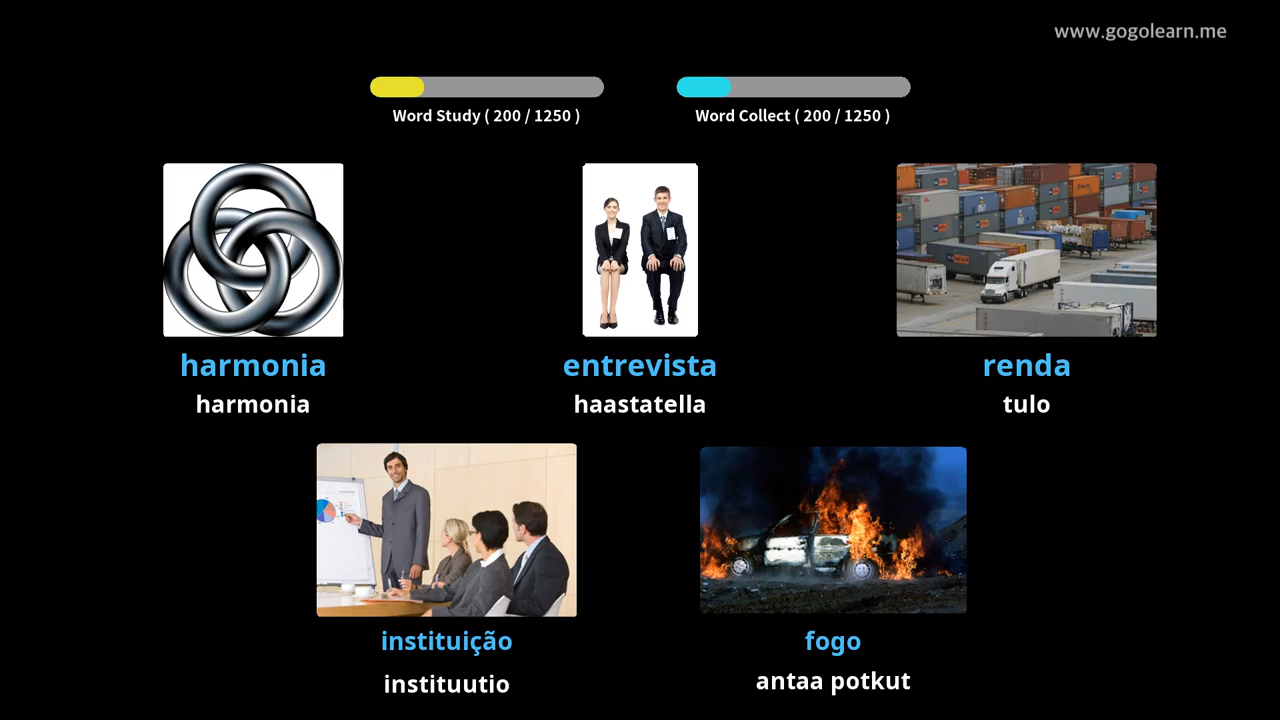 www.gogolearn.me
Word Study ( 200 / 1250 )
Word Collect ( 200 / 1250 )
harmonia
harmonia
entrevista
haastatella
renda
tulo
instituição
instituutio
fogo
antaa potkut